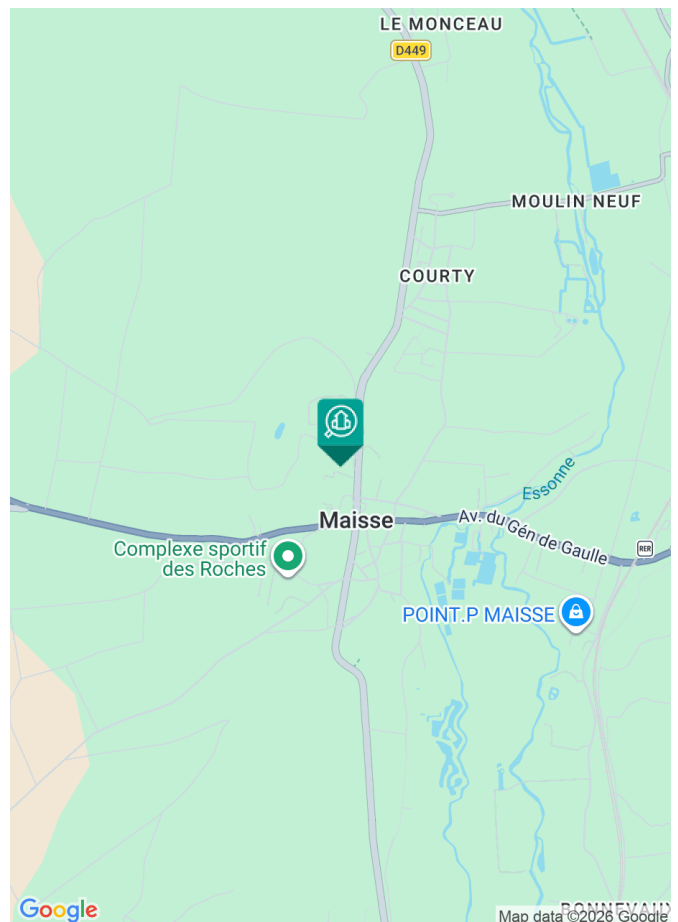 LE MONCEAU
D449
MOULIN NEUF
COURTY
Essonne
Maisse
Av. du Gén de Gaulle
Complexe sportif
des Roches
RER
POINT.P MAISSE
BONNEVAUX
Google
Map data ©2026 Google